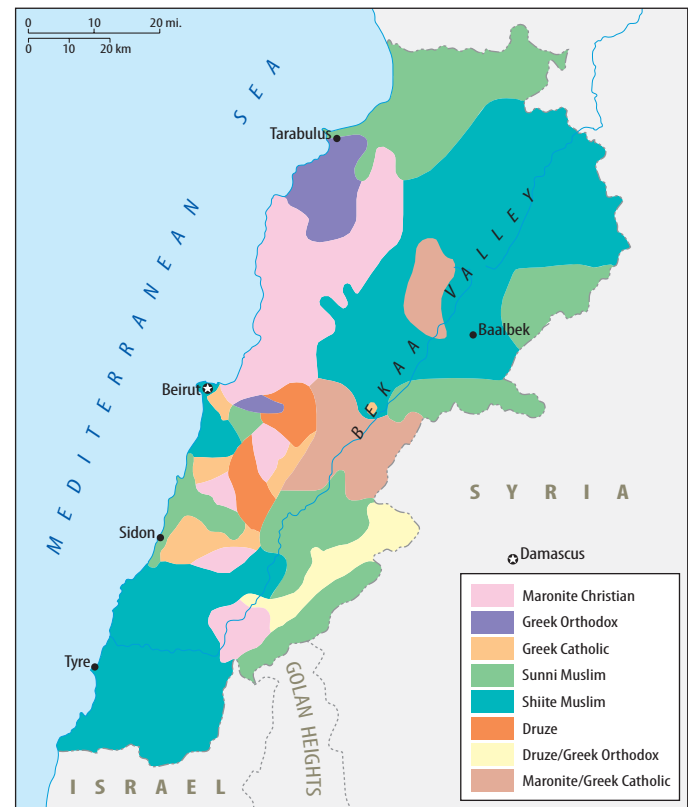 0 10 20 mi.
0 10 20 km
MEDITERRANEAN SEA
Tarabulus
BEKAA VALLEY
Baalbek
Beirut
SYRIA
Sidon
Damascus
Tyre
GOLAN HEIGHTS
ISRAEL
Maronite Christian
Greek Orthodox
Greek Catholic
Sunni Muslim
Shiite Muslim
Druze
Druze/Greek Orthodox
Maronite/Greek Catholic